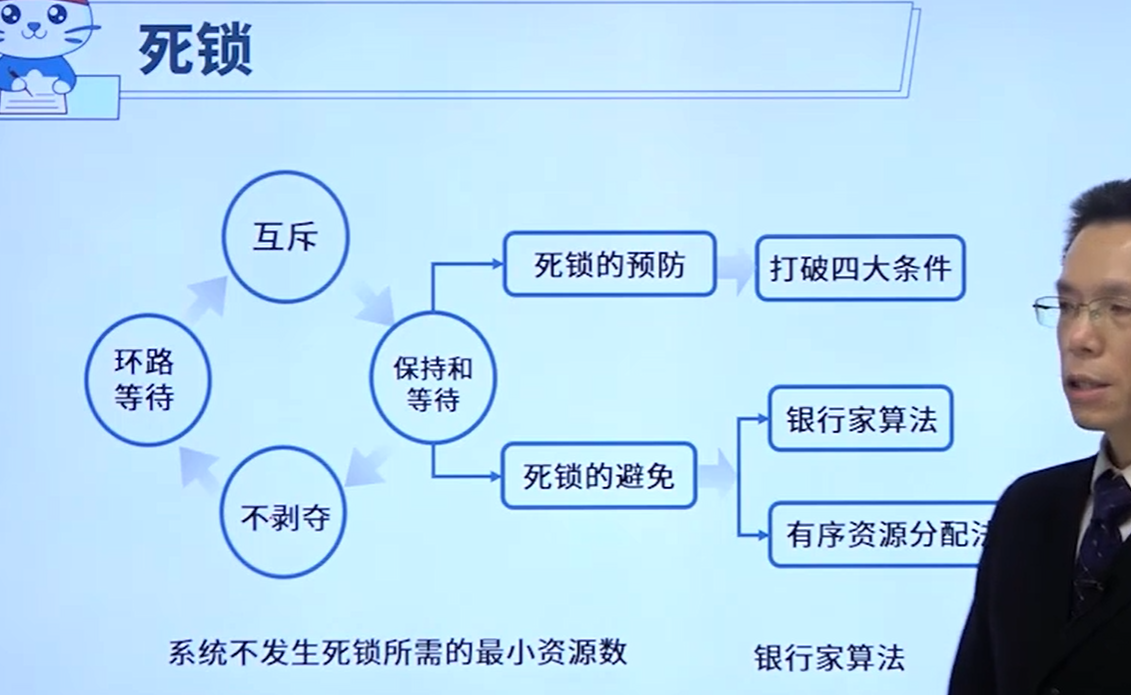 死锁
互斥
死锁的预防
打破四大条件
环路
等待
保持和
等待
银行家算法
死锁的避免
不剥夺
有序资源分配法
系统不发生死锁所需的最小资源数
银行家算法